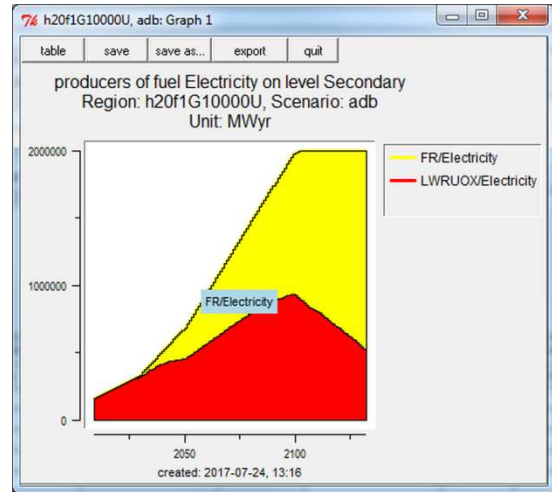 h20f1G10000U, adb: Graph 1
table save save as... export quit
producers of fuel Electricity on level Secondary
Region: h20f1G10000U, Scenario: adb
Unit: MWyr
2000000
1000000
0
FR/Electricity
FR/Electricity
LWRUOX/Electricity
2050 2100
created: 2017-07-24, 13:16